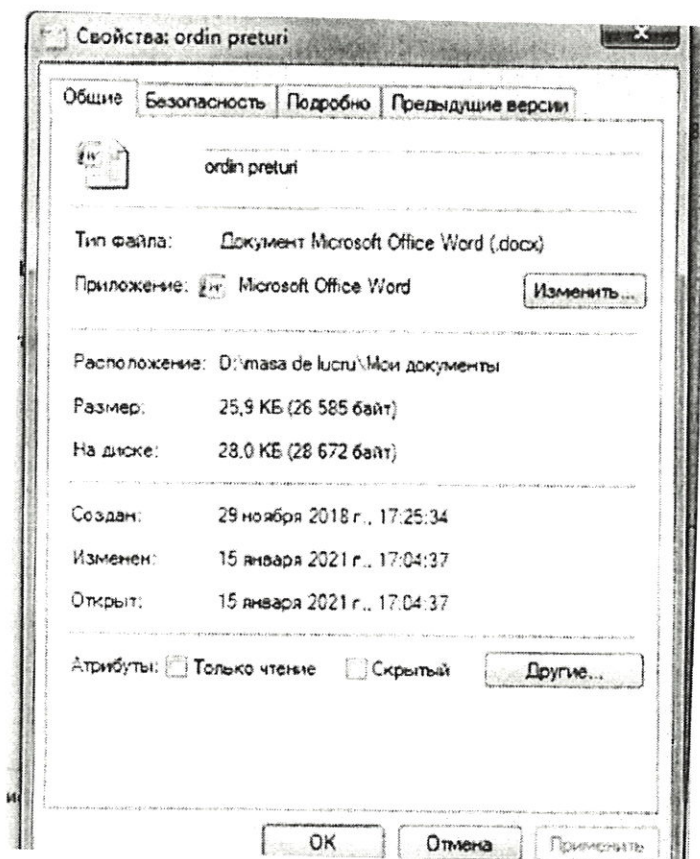 Свойства: ordin preturi
Общие Безопасность Подробно Предыдущие версии
ordin preturi
Тип файла: Документ Microsoft Office Word (.docx)
Приложение: Microsoft Office Word Изменить...
Расположение: D:\masa de lucru\Мои документы
Размер: 25,9 КБ (26 585 байт)
На диске: 28,0 КБ (28 672 байт)
Создан: 29 ноября 2018 г., 17:25:34
Изменен: 15 января 2021 г., 17:04:37
Открыт: 15 января 2021 г., 17:04:37
Атрибуты: Только чтение Скрытый Другие...
OK Отмена Применить